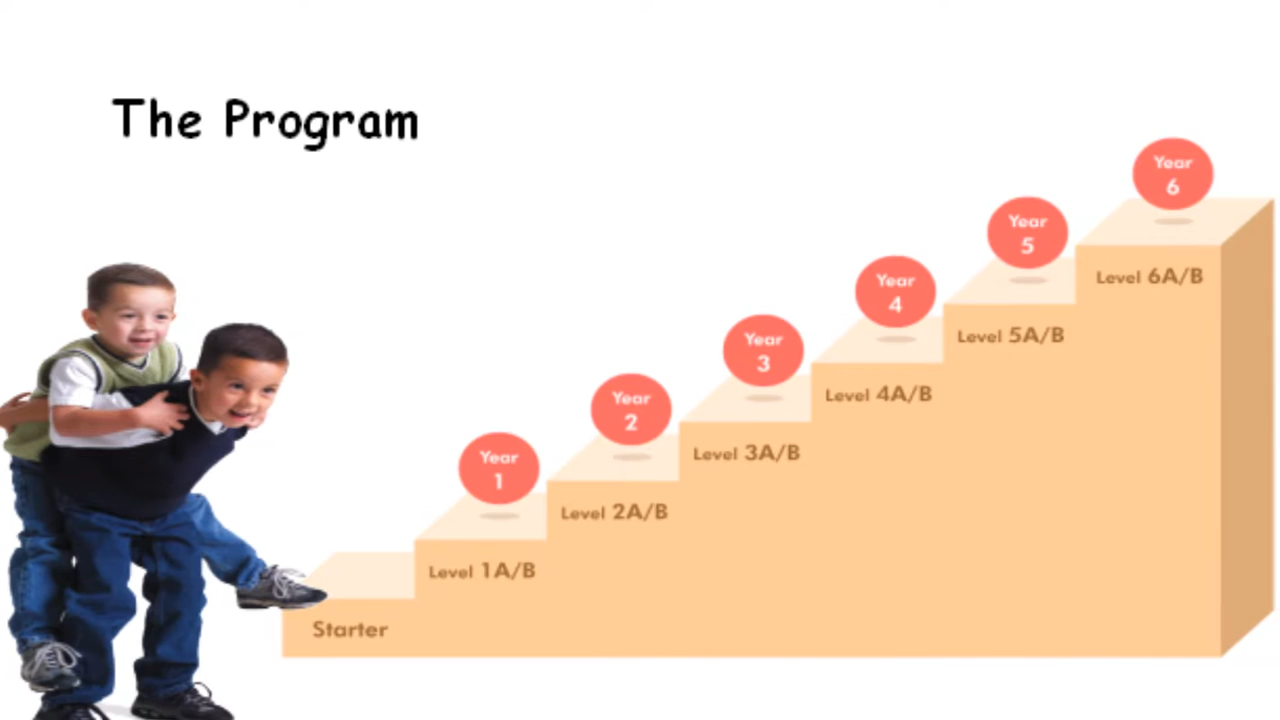 The Program
Year
6
Year
5
Level 6A/B
Year
4
Level 5A/B
Year
3
Level 4A/B
Year
2
Level 3A/B
Year
1
Level 2A/B
Level 1A/B
Starter